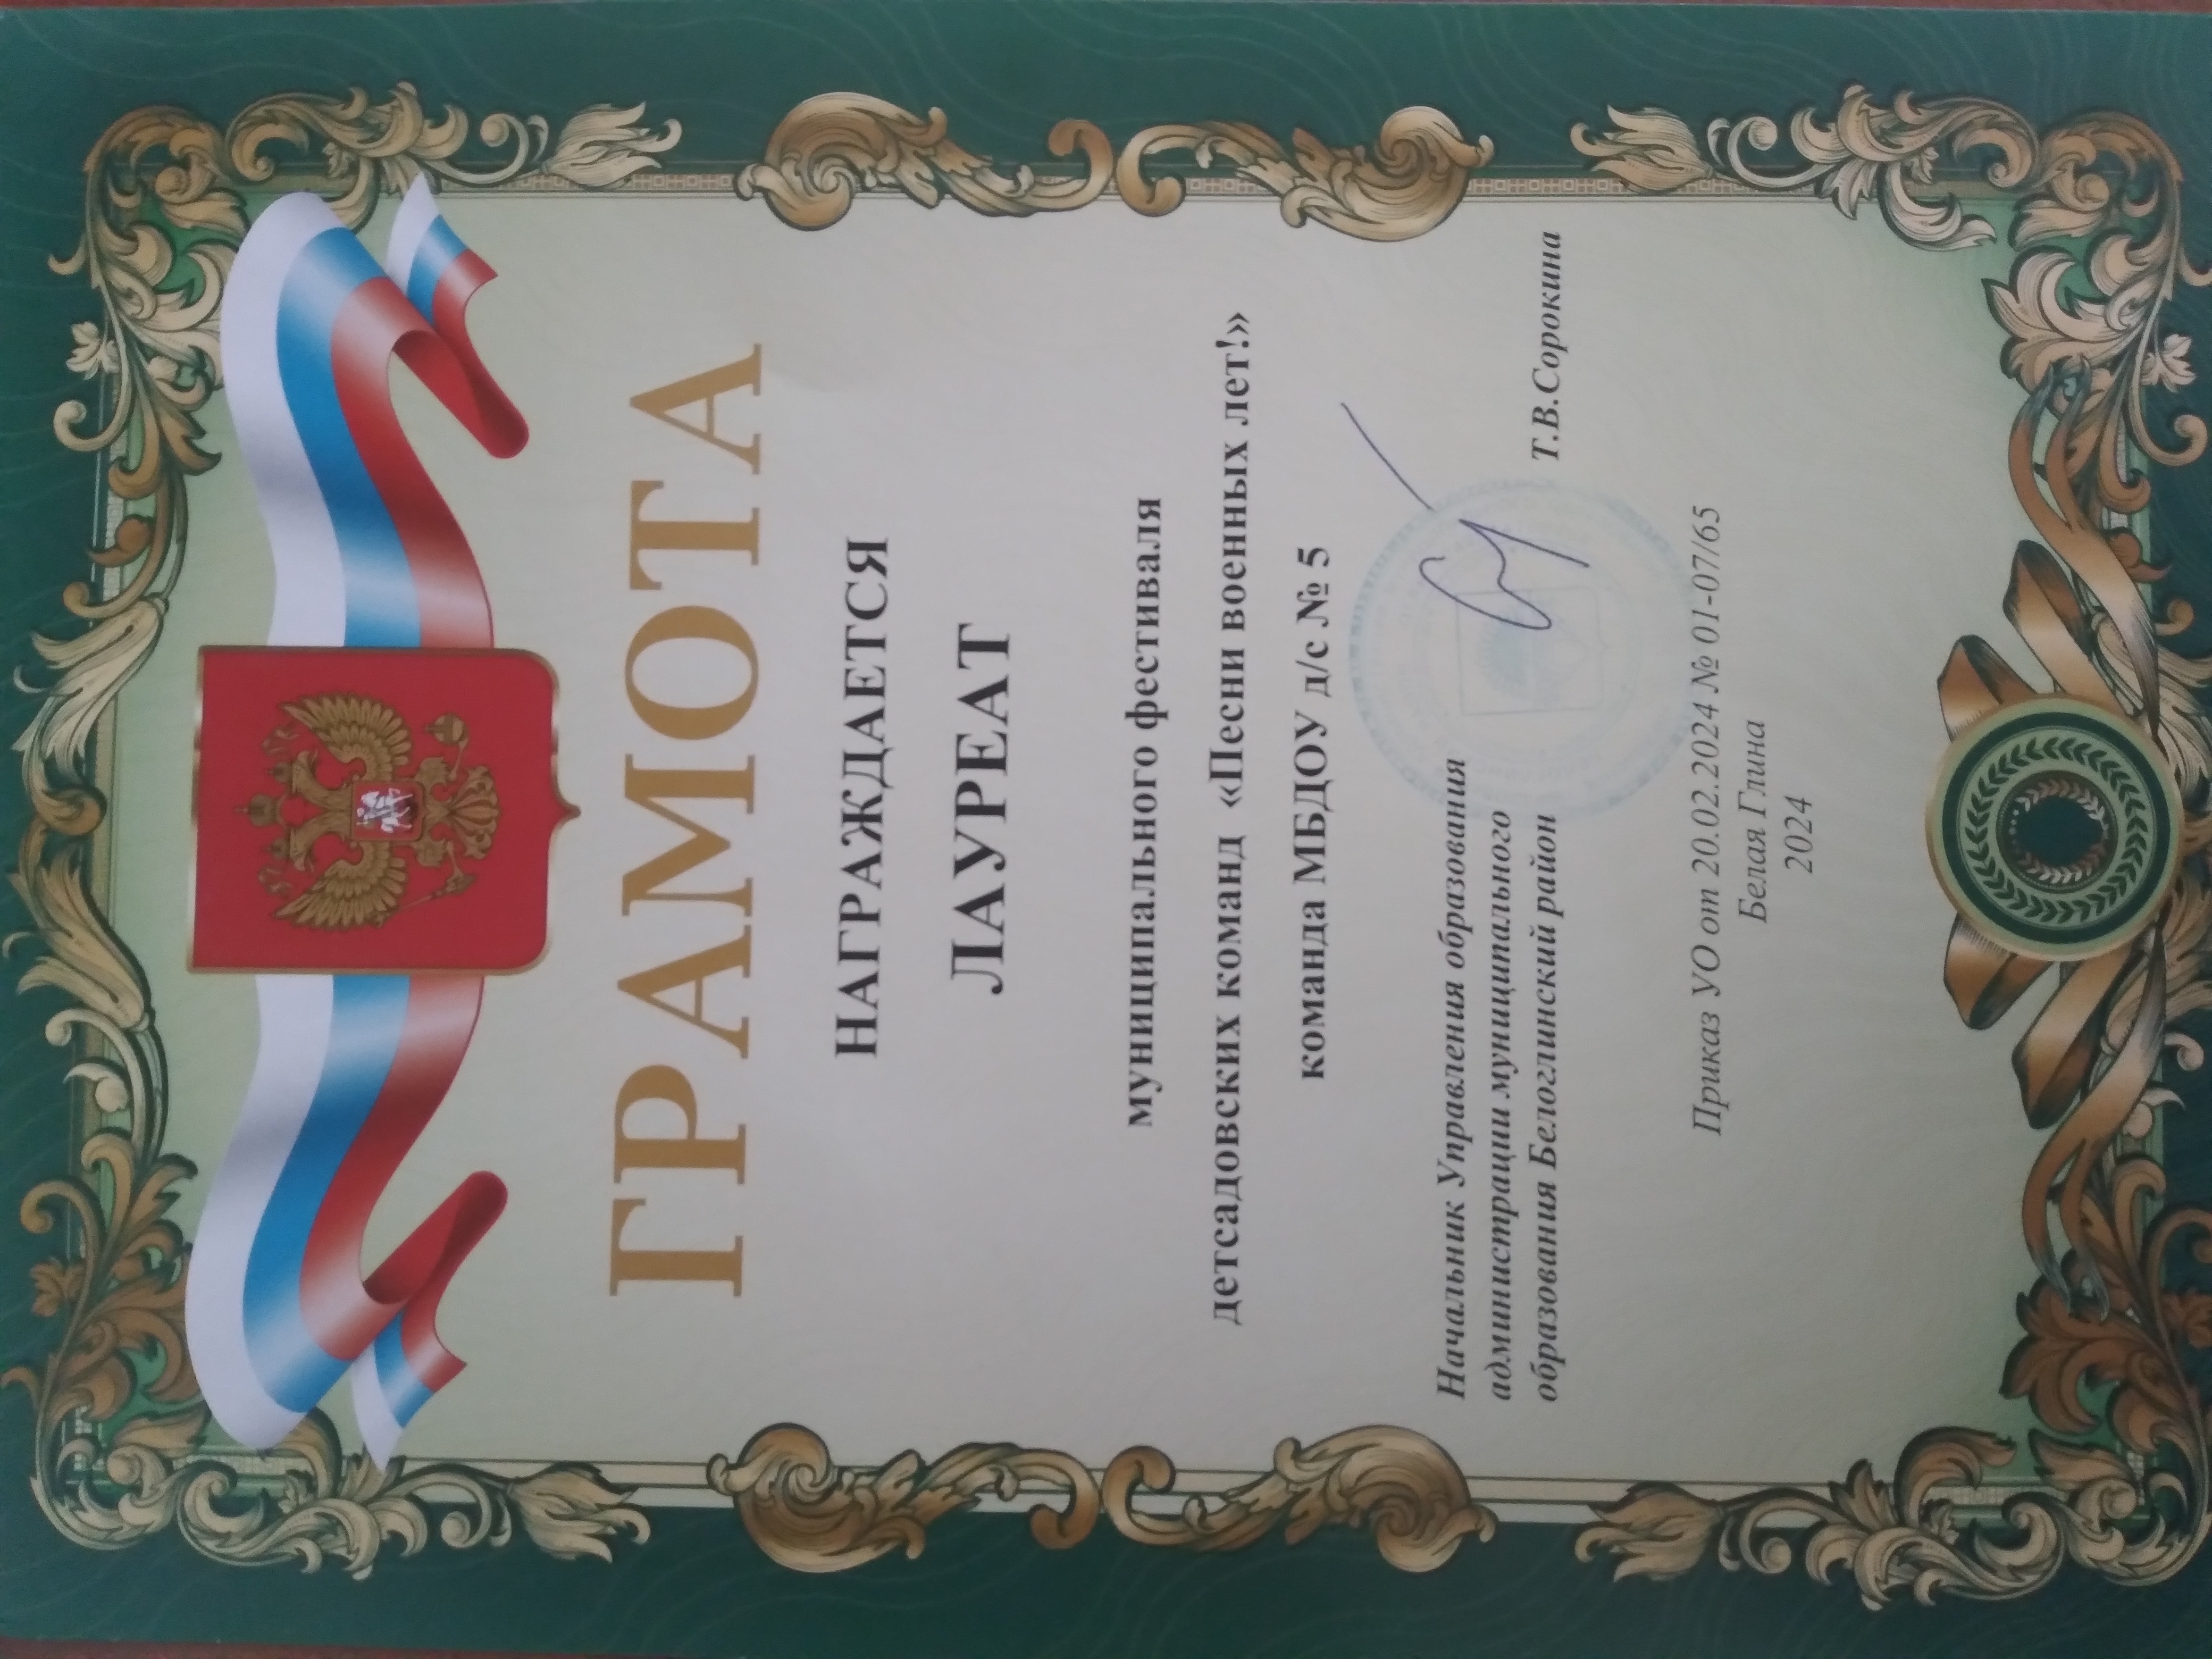 ГРАМОТА
НАГРАЖДАЕТСЯ
ЛАУРЕАТ
муниципального фестиваля
детсадовских команд «Песни военных лет!»
команда МБДОУ д/с № 5
Начальник Управления образования
администрации муниципального
образования Белоглинский район Т.В.Сорокина
Приказ УО от 20.02.2024 № 01-07/65
Белая Глина
2024